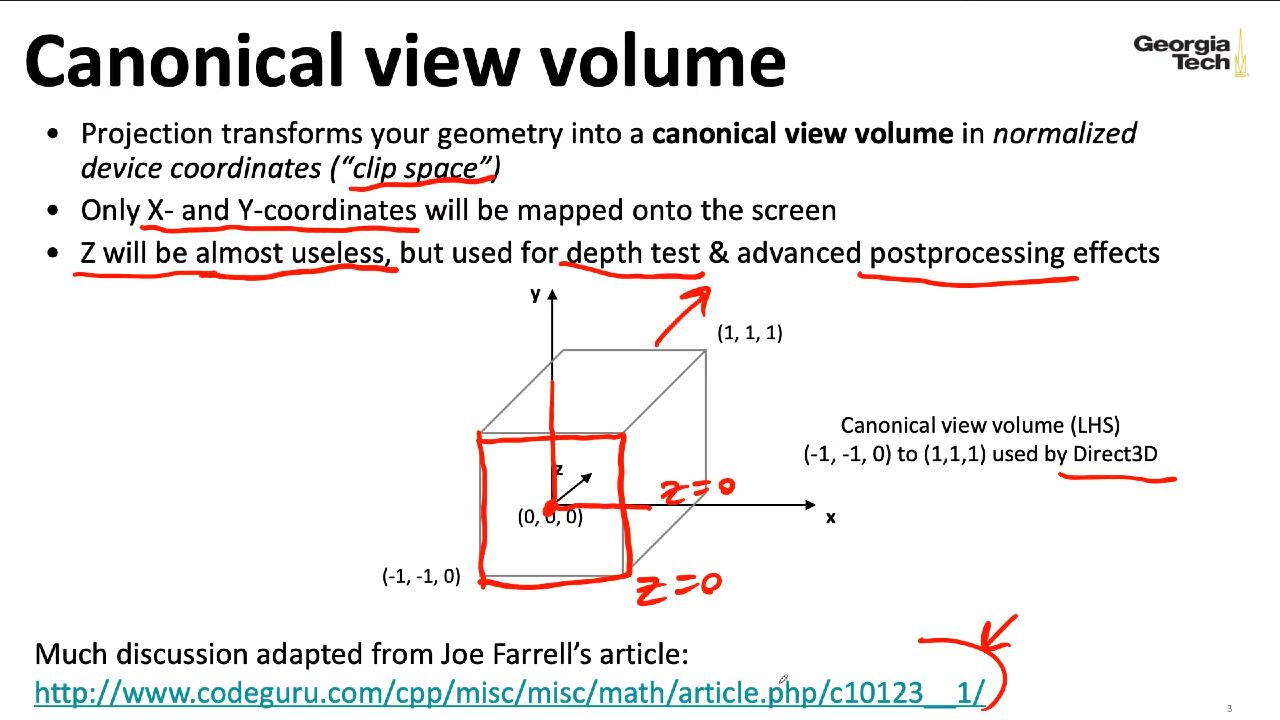 Canonical view volume
Georgia
Tech
• Projection transforms your geometry into a canonical view volume in normalized
device coordinates (“clip space”)
• Only X- and Y-coordinates will be mapped onto the screen
• Z will be almost useless, but used for depth test & advanced postprocessing effects
y
(1, 1, 1)
Canonical view volume (LHS)
(-1, -1, 0) to (1,1,1) used by Direct3D
z
z=0
(0, 0, 0)
x
(-1, -1, 0)
z=0
Much discussion adapted from Joe Farrell’s article:
http://www.codeguru.com/cpp/misc/misc/math/article.php/c10123__1/
3